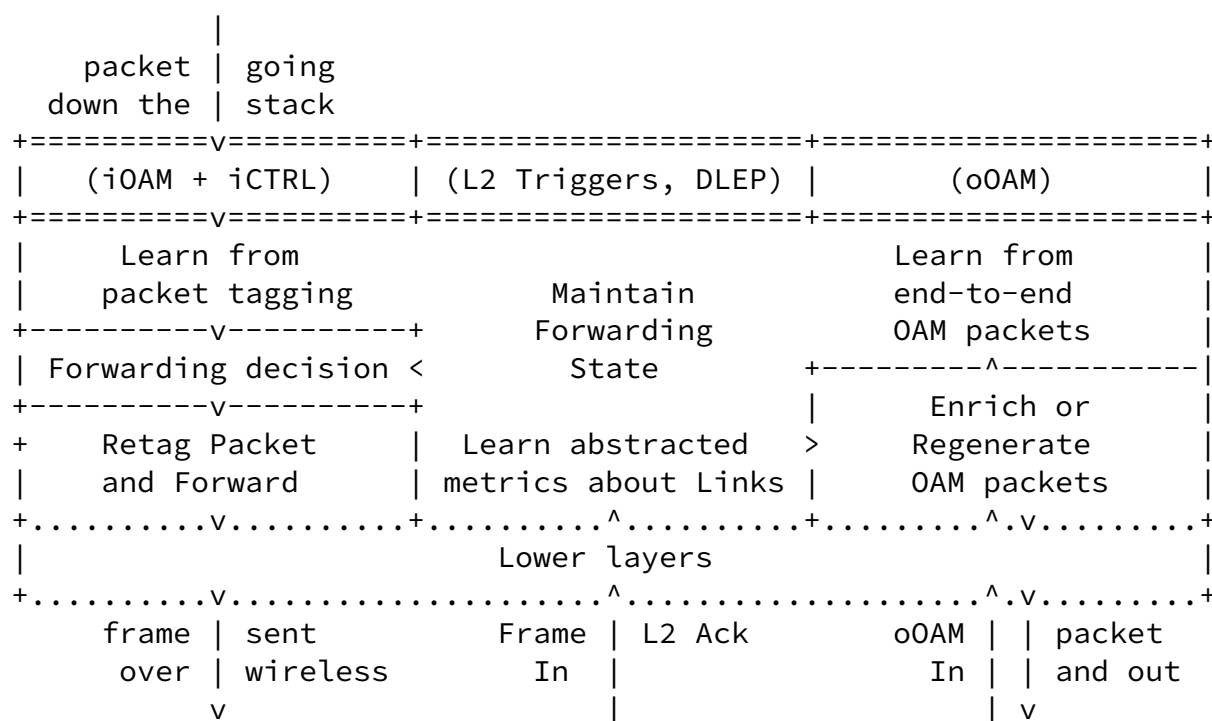 |
    packet | going
  down the | stack
+==========v==========+====================+====================+
|    (iOAM + iCTRL)    | (L2 Triggers, DLEP) |       (oOAM)        |
+==========v==========+====================+====================+
|     Learn from                                 Learn from      |
|    packet tagging           Maintain           end-to-end      |
+----------v----------+      Forwarding          OAM packets     |
| Forwarding decision <        State        +---------^-----------|
+----------v----------+                     |      Enrich or     |
+    Retag Packet     |  Learn abstracted   >     Regenerate     |
|    and Forward      | metrics about Links |     OAM packets    |
+..........v..........+..........^..........+.........^.v.........+
|                          Lower layers                          |
+..........v.....................^....................^.v.........+
    frame | sent      Frame | L2 Ack     oOAM | | packet
     over | wireless    In |               In | | and out
          v                |                  | v